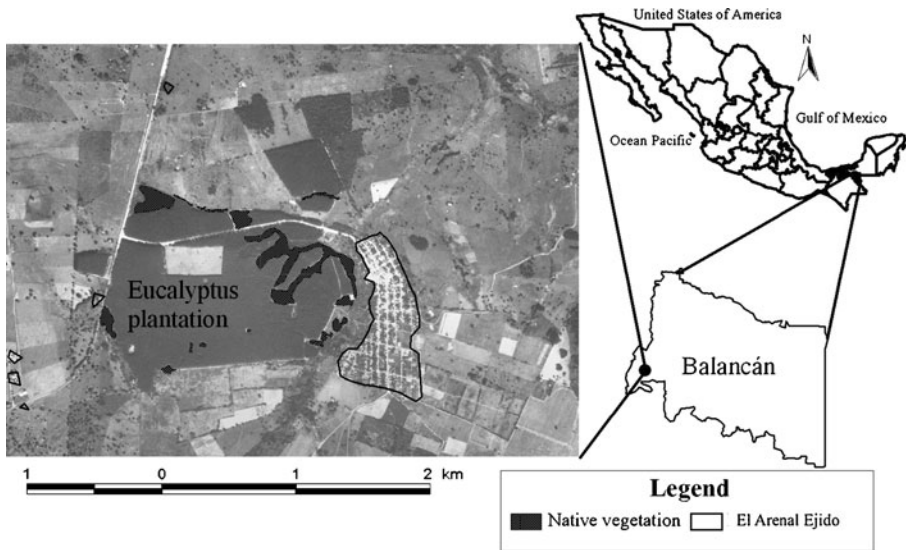 United States of America
N
Gulf of Mexico
Ocean Pacific
Eucalyptus
plantation
Balancán
1 0 1 2 km
Legend
Native vegetation El Arenal Ejido